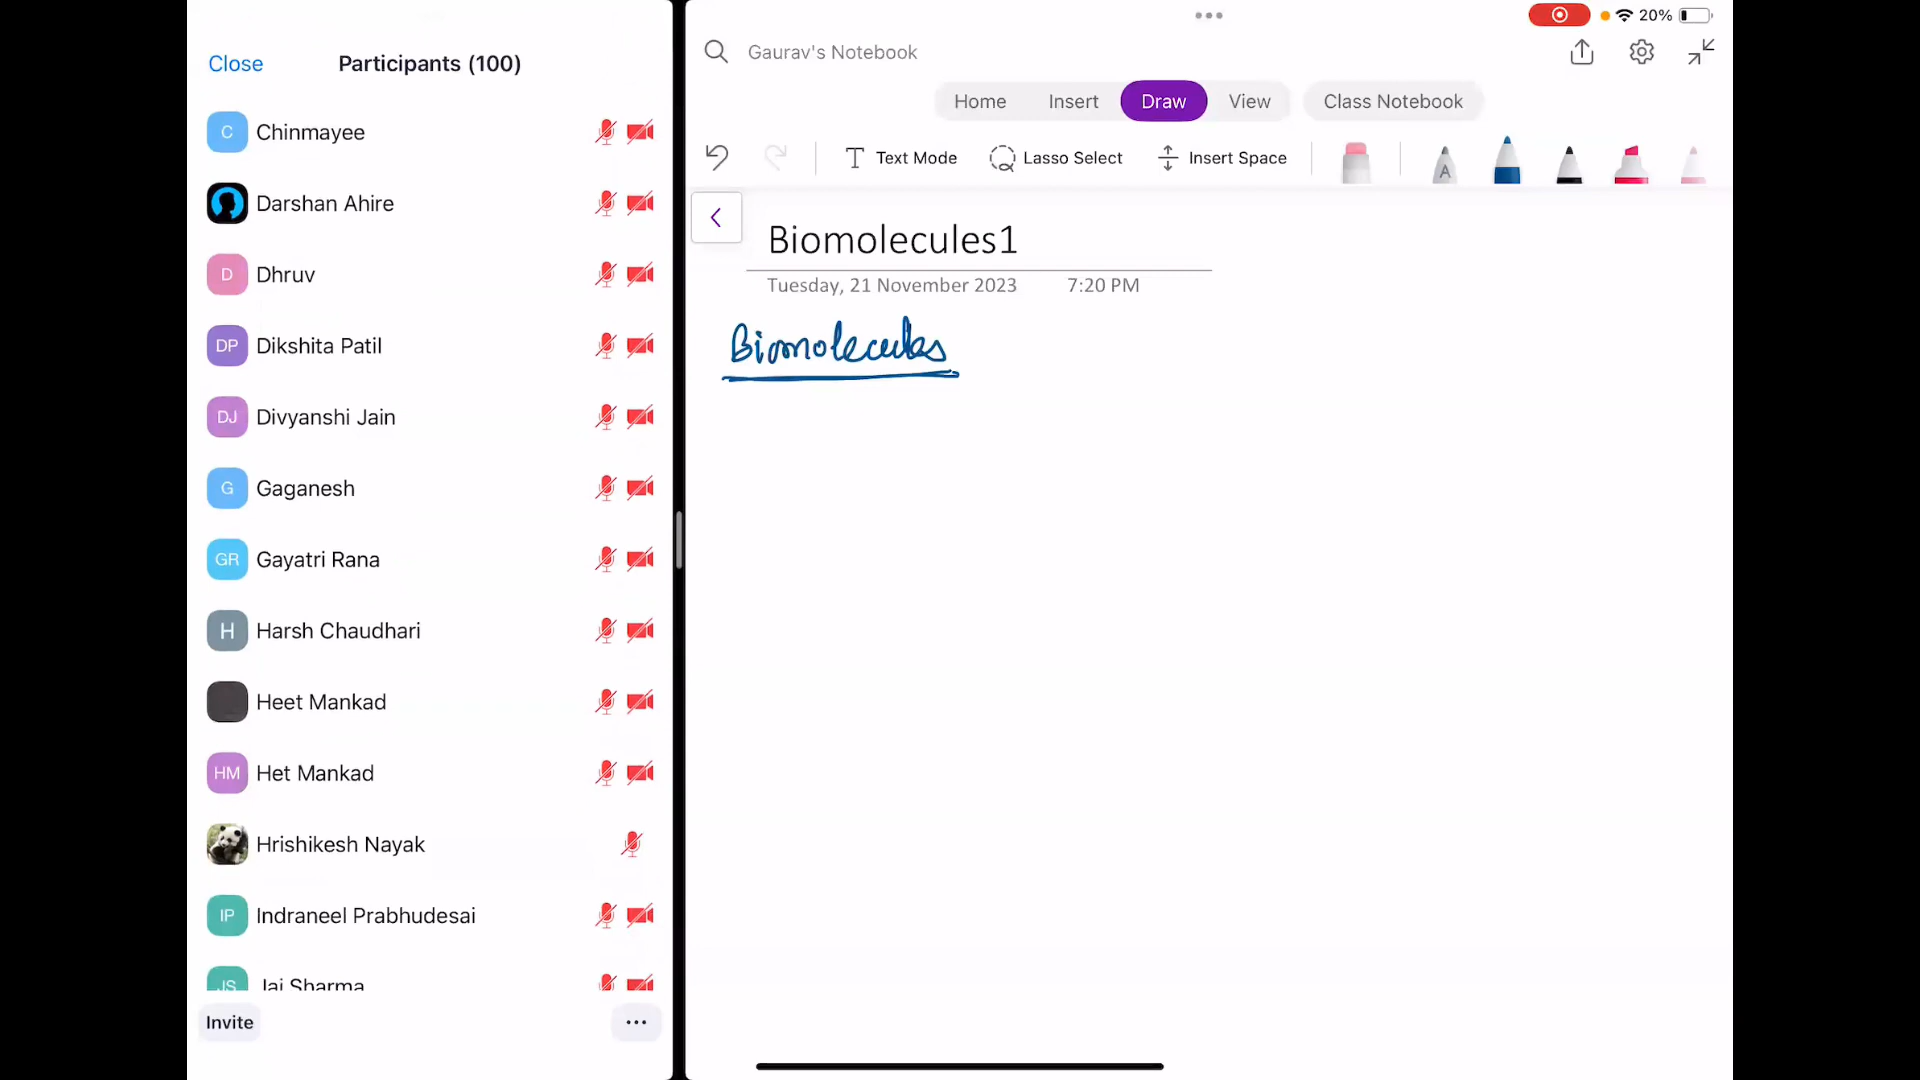 20%
Close
Participants (100)
C Chinmayee
Darshan Ahire
D Dhruv
DP Dikshita Patil
DJ Divyanshi Jain
G Gaganesh
GR Gayatri Rana
H Harsh Chaudhari
Heet Mankad
HM Het Mankad
Hrishikesh Nayak
IP Indraneel Prabhudesai
JS Jai Sharma
Invite
Gaurav's Notebook
Home Insert Draw View Class Notebook
Text Mode Lasso Select Insert Space A
Biomolecules1
Tuesday, 21 November 2023 7:20 PM
Biomolecules